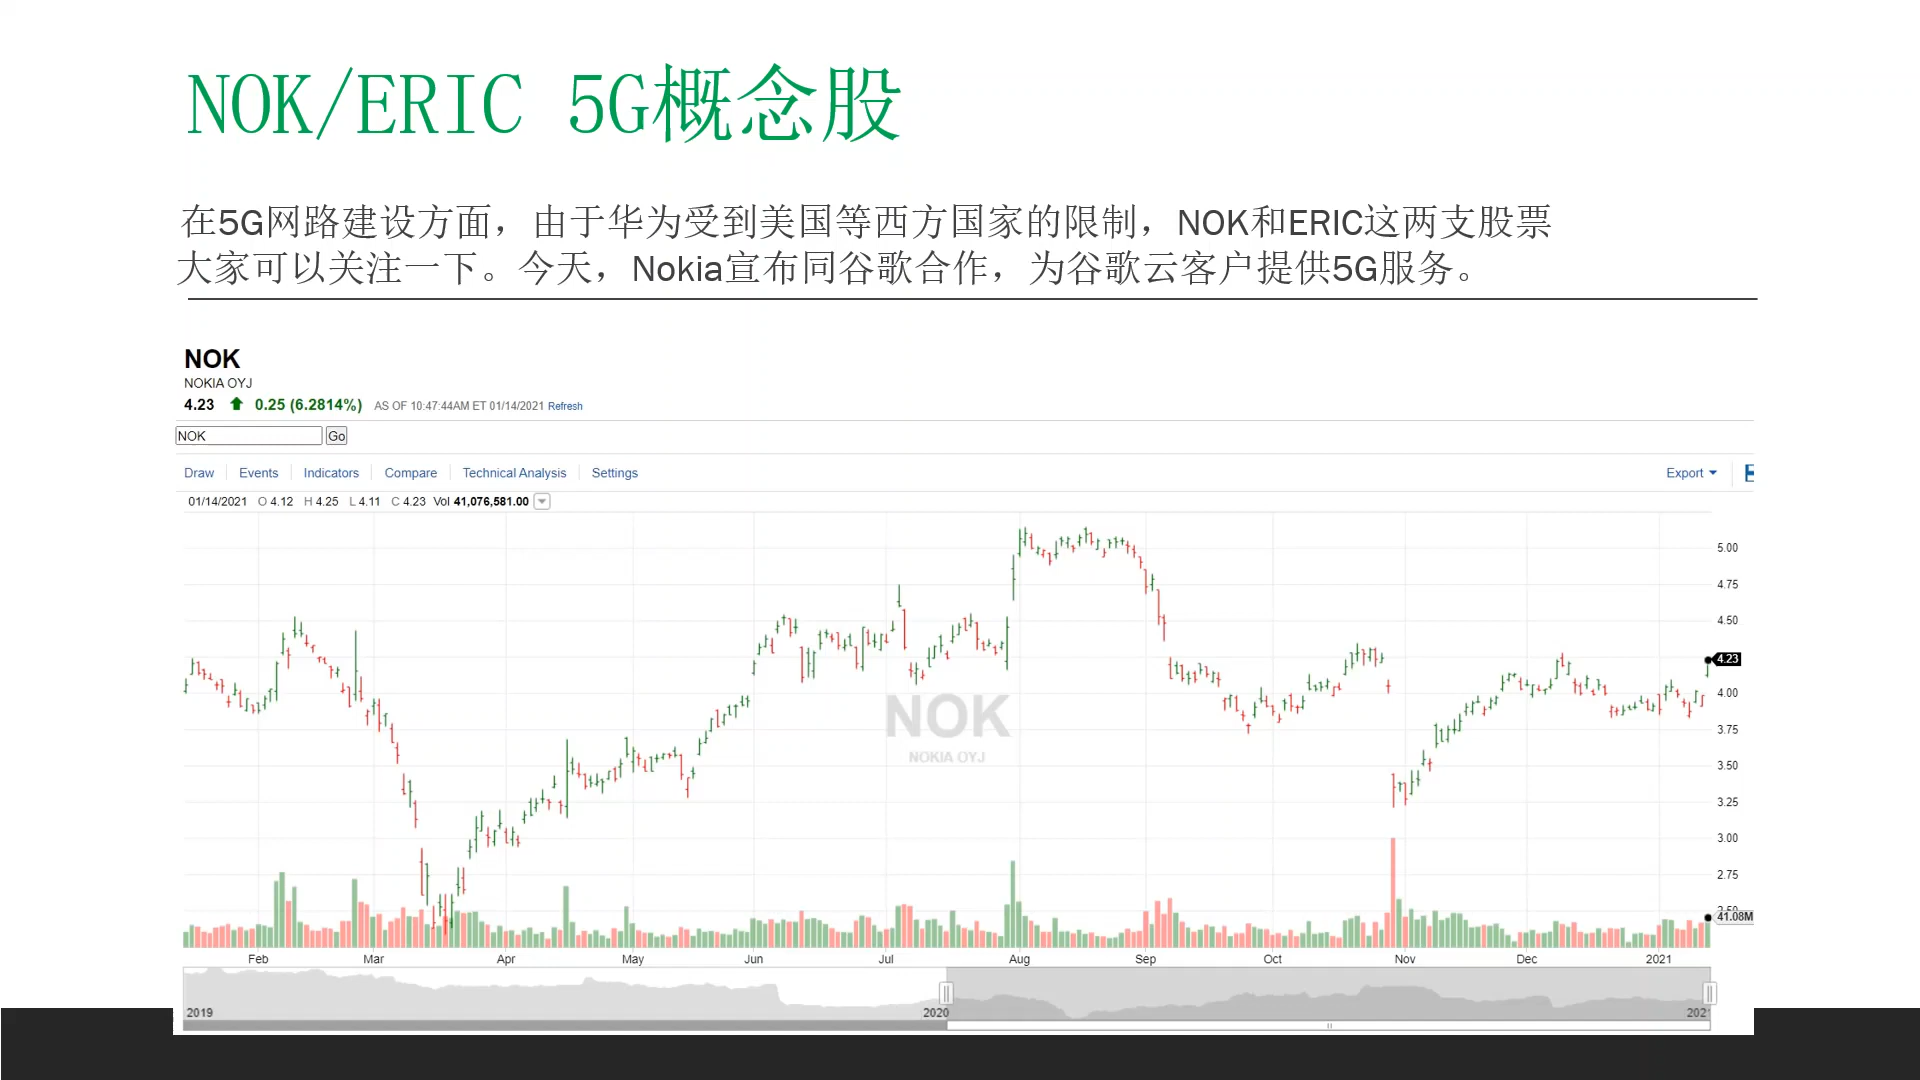 NOK/ERIC 5G概念股
在5G网路建设方面，由于华为受到美国等西方国家的限制，NOK和ERIC这两支股票
大家可以关注一下。今天，Nokia宣布同谷歌合作，为谷歌云客户提供5G服务。
NOK
NOKIA OYJ
4.23 0.25 (6.2814%) AS OF 10:47:44AM ET 01/14/2021 Refresh
NOK Go
Draw Events Indicators Compare Technical Analysis Settings Export
01/14/2021 O 4.12 H 4.25 L 4.11 C 4.23 Vol 41,076,581.00
5.00
4.75
4.50
4.23
4.00
NOK
3.75
NOKIA OYJ
3.50
3.25
3.00
2.75
41.08M
Feb Mar Apr May Jun Jul Aug Sep Oct Nov Dec 2021
2019 2020 202